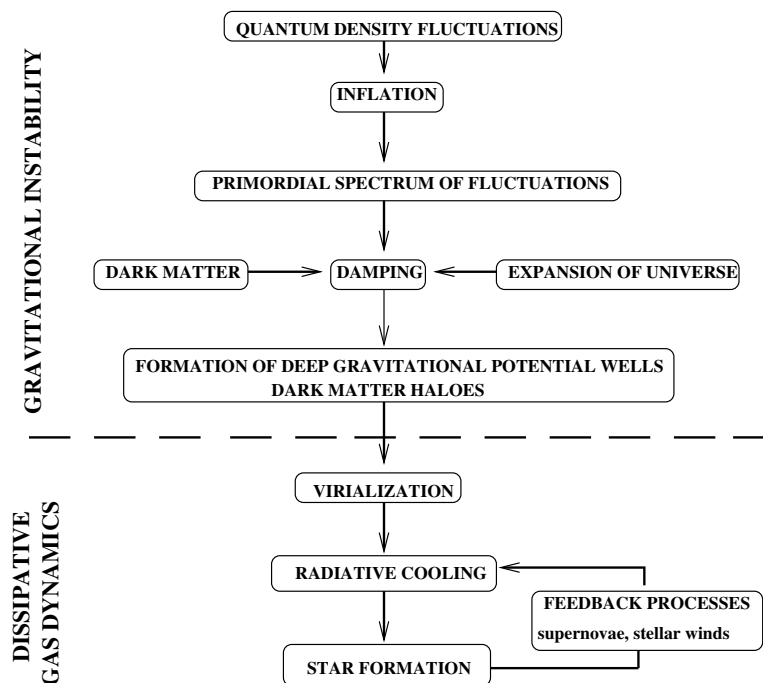 GRAVITATIONAL INSTABILITY
QUANTUM DENSITY FLUCTUATIONS
INFLATION
PRIMORDIAL SPECTRUM OF FLUCTUATIONS
DARK MATTER
DAMPING
EXPANSION OF UNIVERSE
FORMATION OF DEEP GRAVITATIONAL POTENTIAL WELLS
DARK MATTER HALOES
DISSIPATIVE
GAS DYNAMICS
VIRIALIZATION
RADIATIVE COOLING
FEEDBACK PROCESSES
supernovae, stellar winds
STAR FORMATION